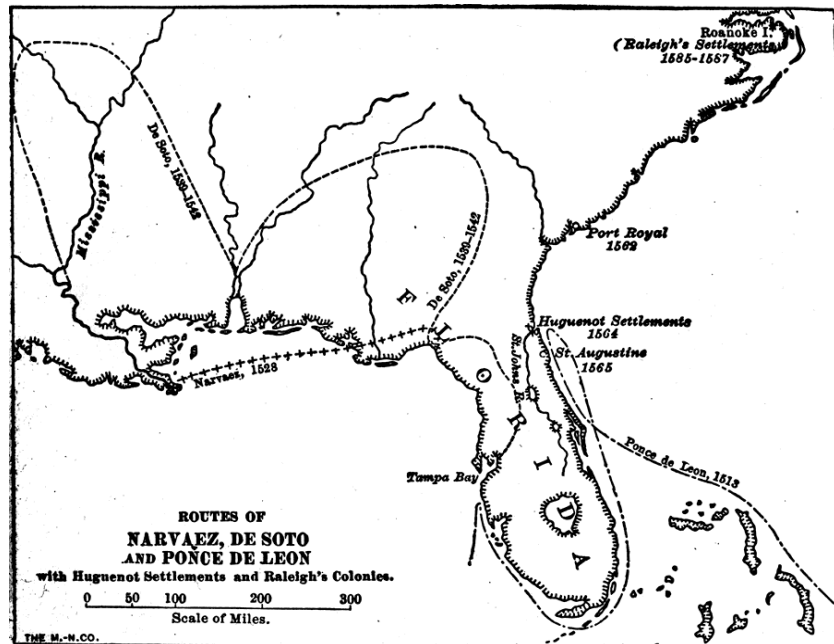 Roanoke I.
(Raleigh's Settlements
1585-1587
De Soto, 1539-1542
Mississippi R.
Port Royal
1562
De Soto, 1539-1542
FLORIDA
Huguenot Settlements
1564
St. Augustine
1565
St. Johns R.
Narvaez, 1528
Ponce de Leon, 1513
Tampa Bay
ROUTES OF
NARVAEZ, DE SOTO
AND PONCE DE LEON
with Huguenot Settlements and Raleigh's Colonies.
0 50 100 200 300
Scale of Miles.
THE M.-N. CO.